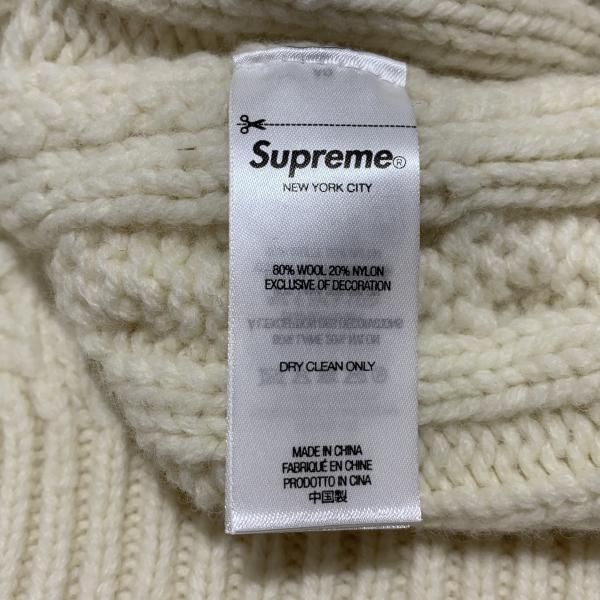 Supreme®
NEW YORK CITY
80% WOOL 20% NYLON
EXCLUSIVE OF DECORATION
DRY CLEAN ONLY
MADE IN CHINA
FABRIQUÉ EN CHINE
PRODOTTO IN CINA
中国製